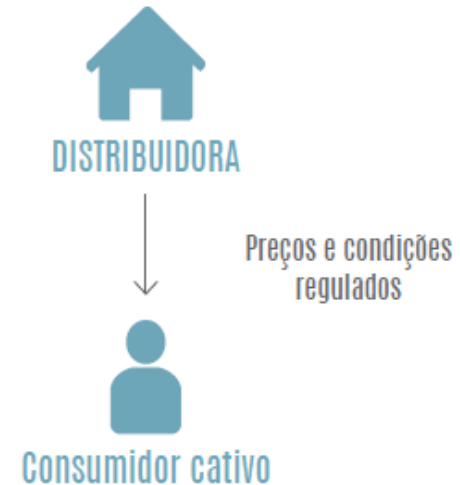 DISTRIBUIDORA
Preços e condições
regulados
Consumidor cativo